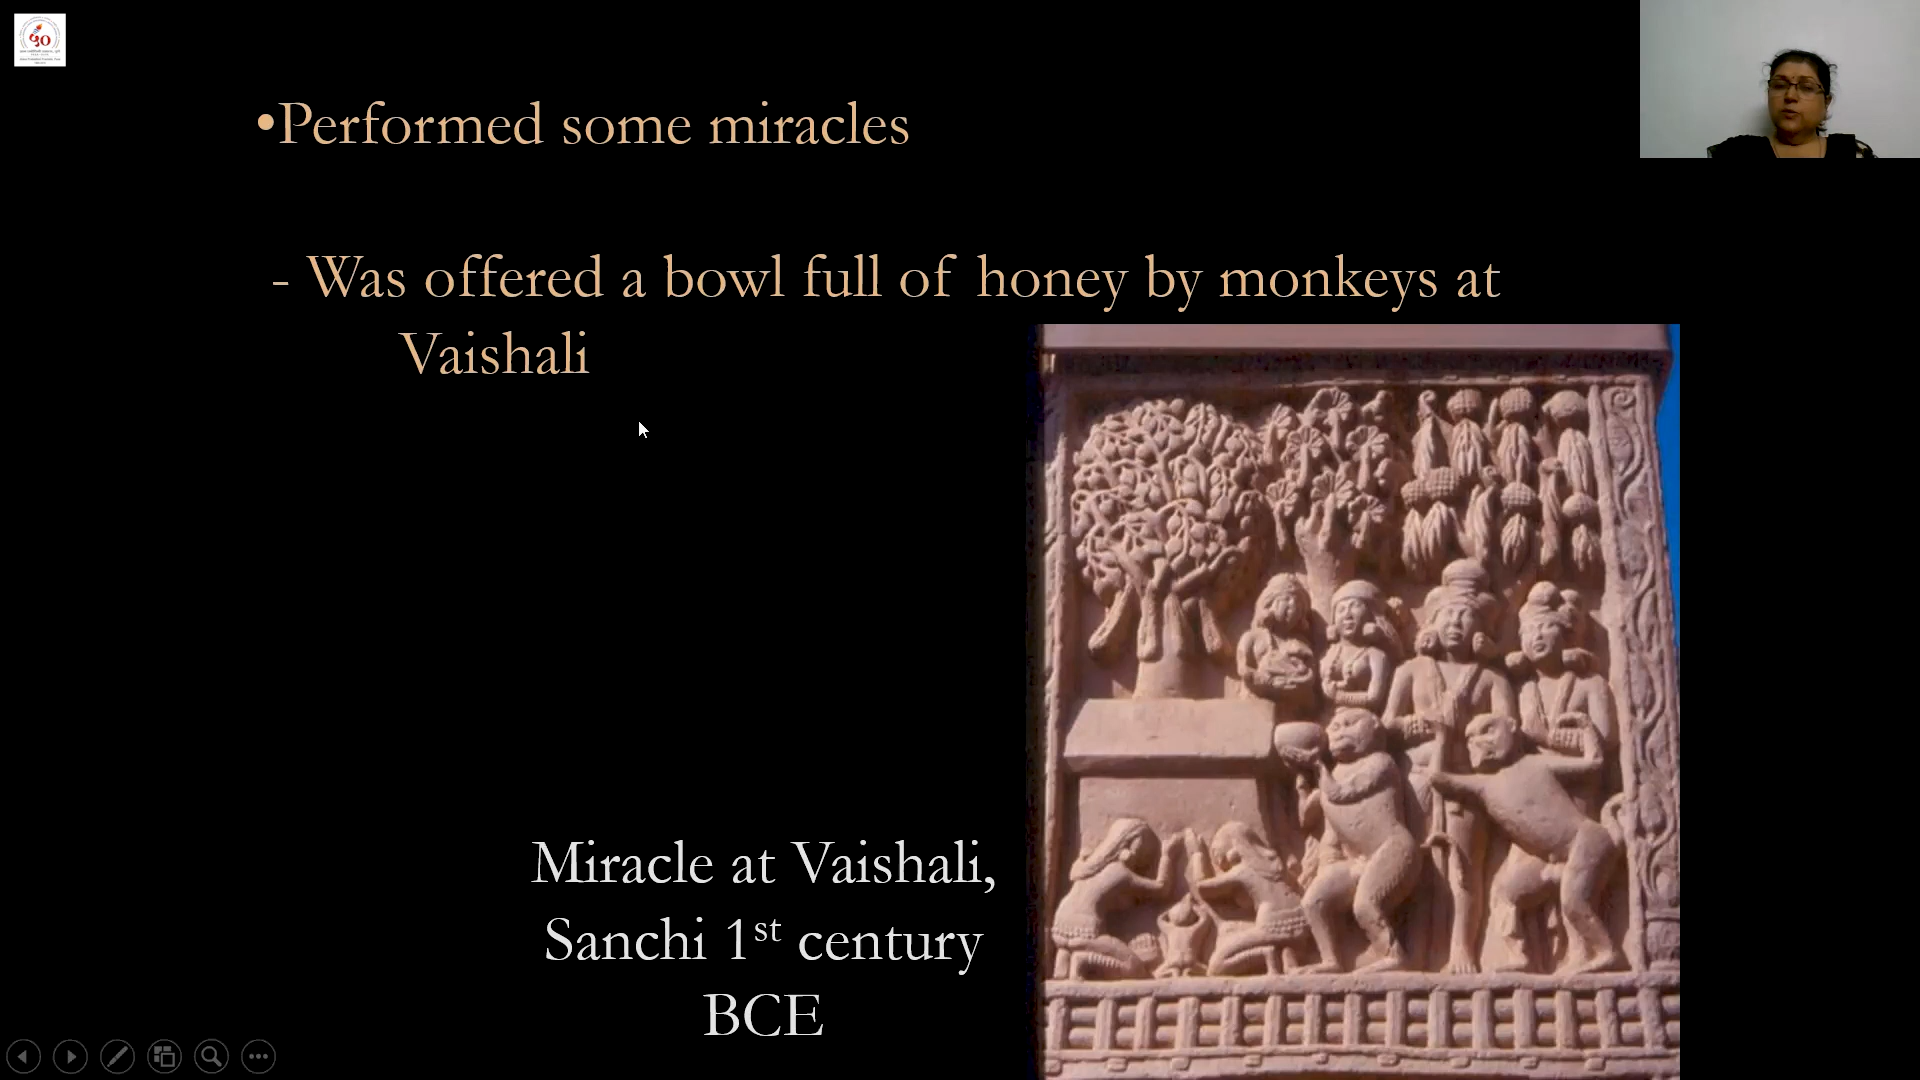 •Performed some miracles
- Was offered a bowl full of honey by monkeys at
Vaishali
Miracle at Vaishali,
Sanchi 1st century
BCE